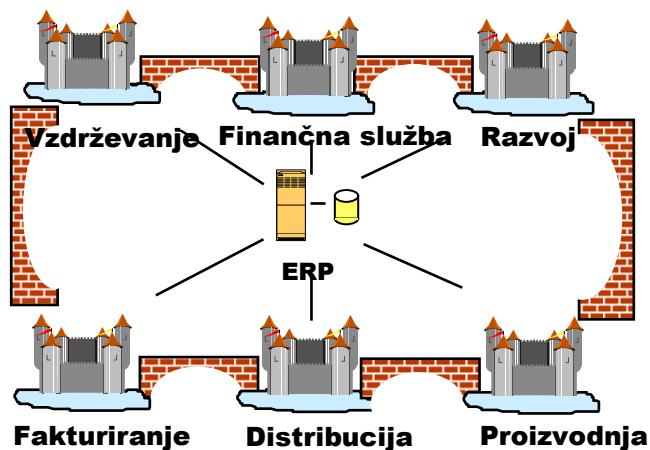 Vzdrževanje
Finančna služba
Razvoj
ERP
Fakturiranje
Distribucija
Proizvodnja